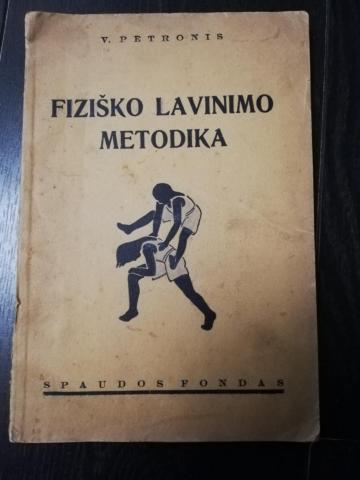 V. PETRONIS
FIZIŠKO LAVINIMO
METODIKA
SPAUDOS FONDAS